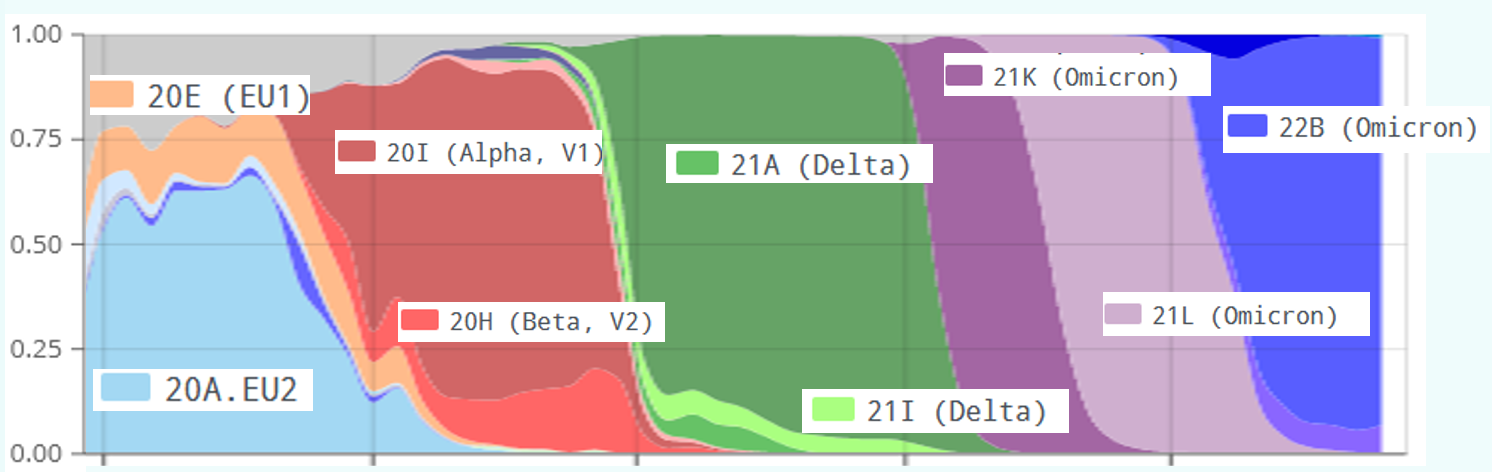 1.00
20E (EU1)
21K (Omicron)
22B (Omicron)
0.75
20I (Alpha, V1)
21A (Delta)
0.50
20H (Beta, V2)
21L (Omicron)
0.25
20A.EU2
21I (Delta)
0.00